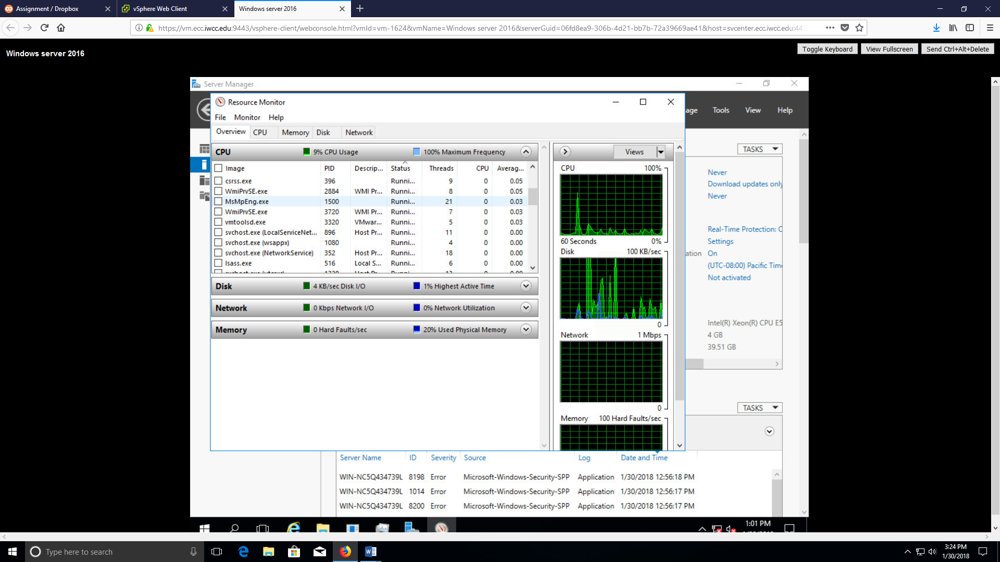 Assignment / Dropbox
vSphere Web Client
Windows server 2016
https://vm.ecc.iwcc.edu:9443/vsphere-client/webconsole.html?vmId=vm-1624&vmName=Windows server 2016&serverGuid=06fd8ea9-306b-4d21-bb7b-72a39669ae41&host=svcenter.ecc.iwcc.edu:443
Windows server 2016
Toggle Keyboard
View Fullscreen
Send Ctrl+Alt+Delete
Server Manager
age Tools View Help
Resource Monitor
File Monitor Help
Overview CPU Memory Disk Network
CPU 9% CPU Usage 100% Maximum Frequency
Image PID Descrip... Status Threads CPU Averag...
csrss.exe 396 Runni... 9 0 0.05
WmiPrvSE.exe 2884 WMI Pr... Runni... 8 0 0.05
MsMpEng.exe 1500 Runni... 21 0 0.03
WmiPrvSE.exe 3720 WMI Pr... Runni... 7 0 0.03
vmtoolsd.exe 3320 VMwar... Runni... 5 0 0.03
svchost.exe (LocalServiceNet... 896 Host Pr... Runni... 11 0 0.00
svchost.exe (wsappx) 1080 Runni... 4 0 0.00
svchost.exe (NetworkService) 352 Host Pr... Runni... 18 0 0.00
lsass.exe 516 Local S... Runni... 6 0 0.00
Disk 4 KB/sec Disk I/O 1% Highest Active Time
Network 0 Kbps Network I/O 0% Network Utilization
Memory 0 Hard Faults/sec 20% Used Physical Memory
Views
CPU 100%
60 Seconds 0%
Disk 100 KB/sec
0
Network 1 Mbps
0
Memory 100 Hard Faults/sec
TASKS
Never
Download updates only
Never
Real-Time Protection: 
Settings
ation On
(UTC-08:00) Pacific Time
Not activated
Intel(R) Xeon(R) CPU E5
4 GB
39.51 GB
TASKS
Server Name ID Severity Source Log Date and Time
WIN-NC5Q434739L 8198 Error Microsoft-Windows-Security-SPP Application 1/30/2018 12:56:18 PM
WIN-NC5Q434739L 1014 Error Microsoft-Windows-Security-SPP Application 1/30/2018 12:56:17 PM
WIN-NC5Q434739L 8200 Error Microsoft-Windows-Security-SPP Application 1/30/2018 12:56:17 PM
1:01 PM
Type here to search
3:24 PM
1/30/2018